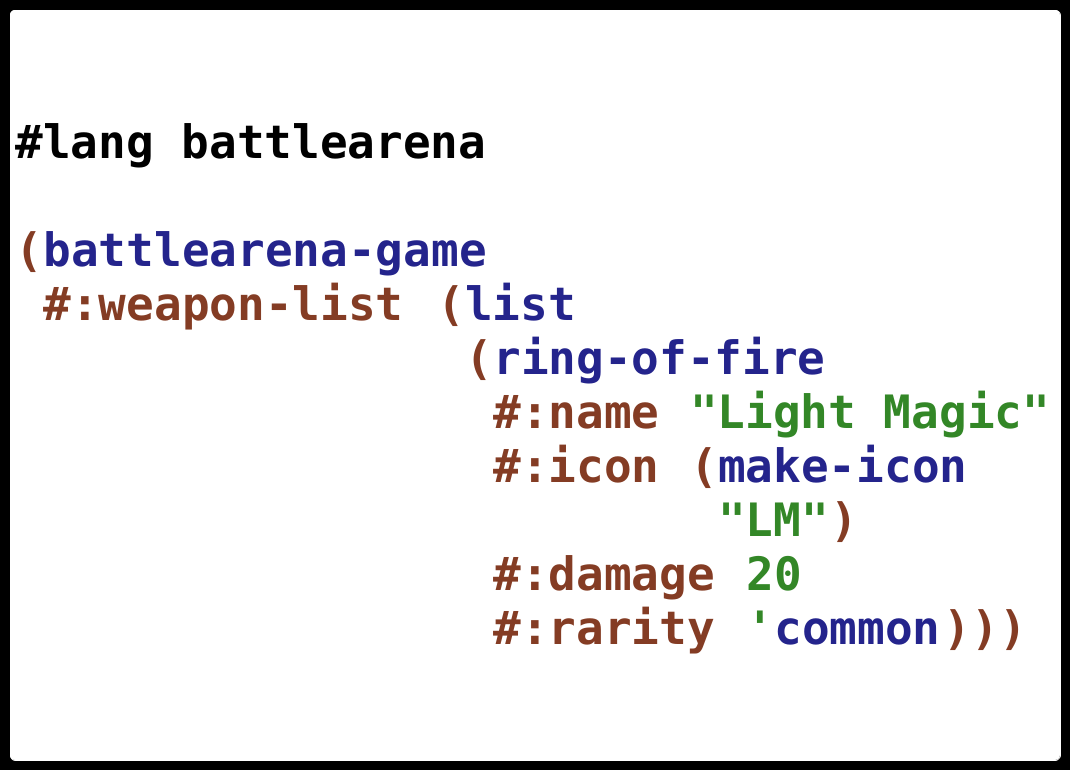 #lang battlearena
(battlearena-game
#:weapon-list (list
(ring-of-fire
#:name "Light Magic"
#:icon (make-icon
"LM")
#:damage 20
#:rarity 'common)))